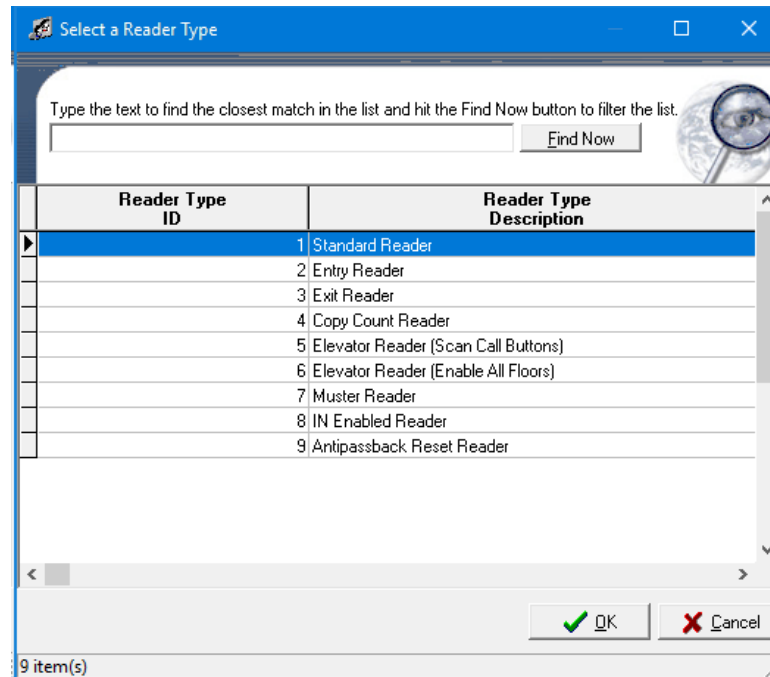 Select a Reader Type
Type the text to find the closest match in the list and hit the Find Now button to filter the list.
Find Now
Reader Type ID Reader Type Description
1 Standard Reader
2 Entry Reader
3 Exit Reader
4 Copy Count Reader
5 Elevator Reader (Scan Call Buttons)
6 Elevator Reader (Enable All Floors)
7 Muster Reader
8 IN Enabled Reader
9 Antipassback Reset Reader
OK Cancel
9 item(s)